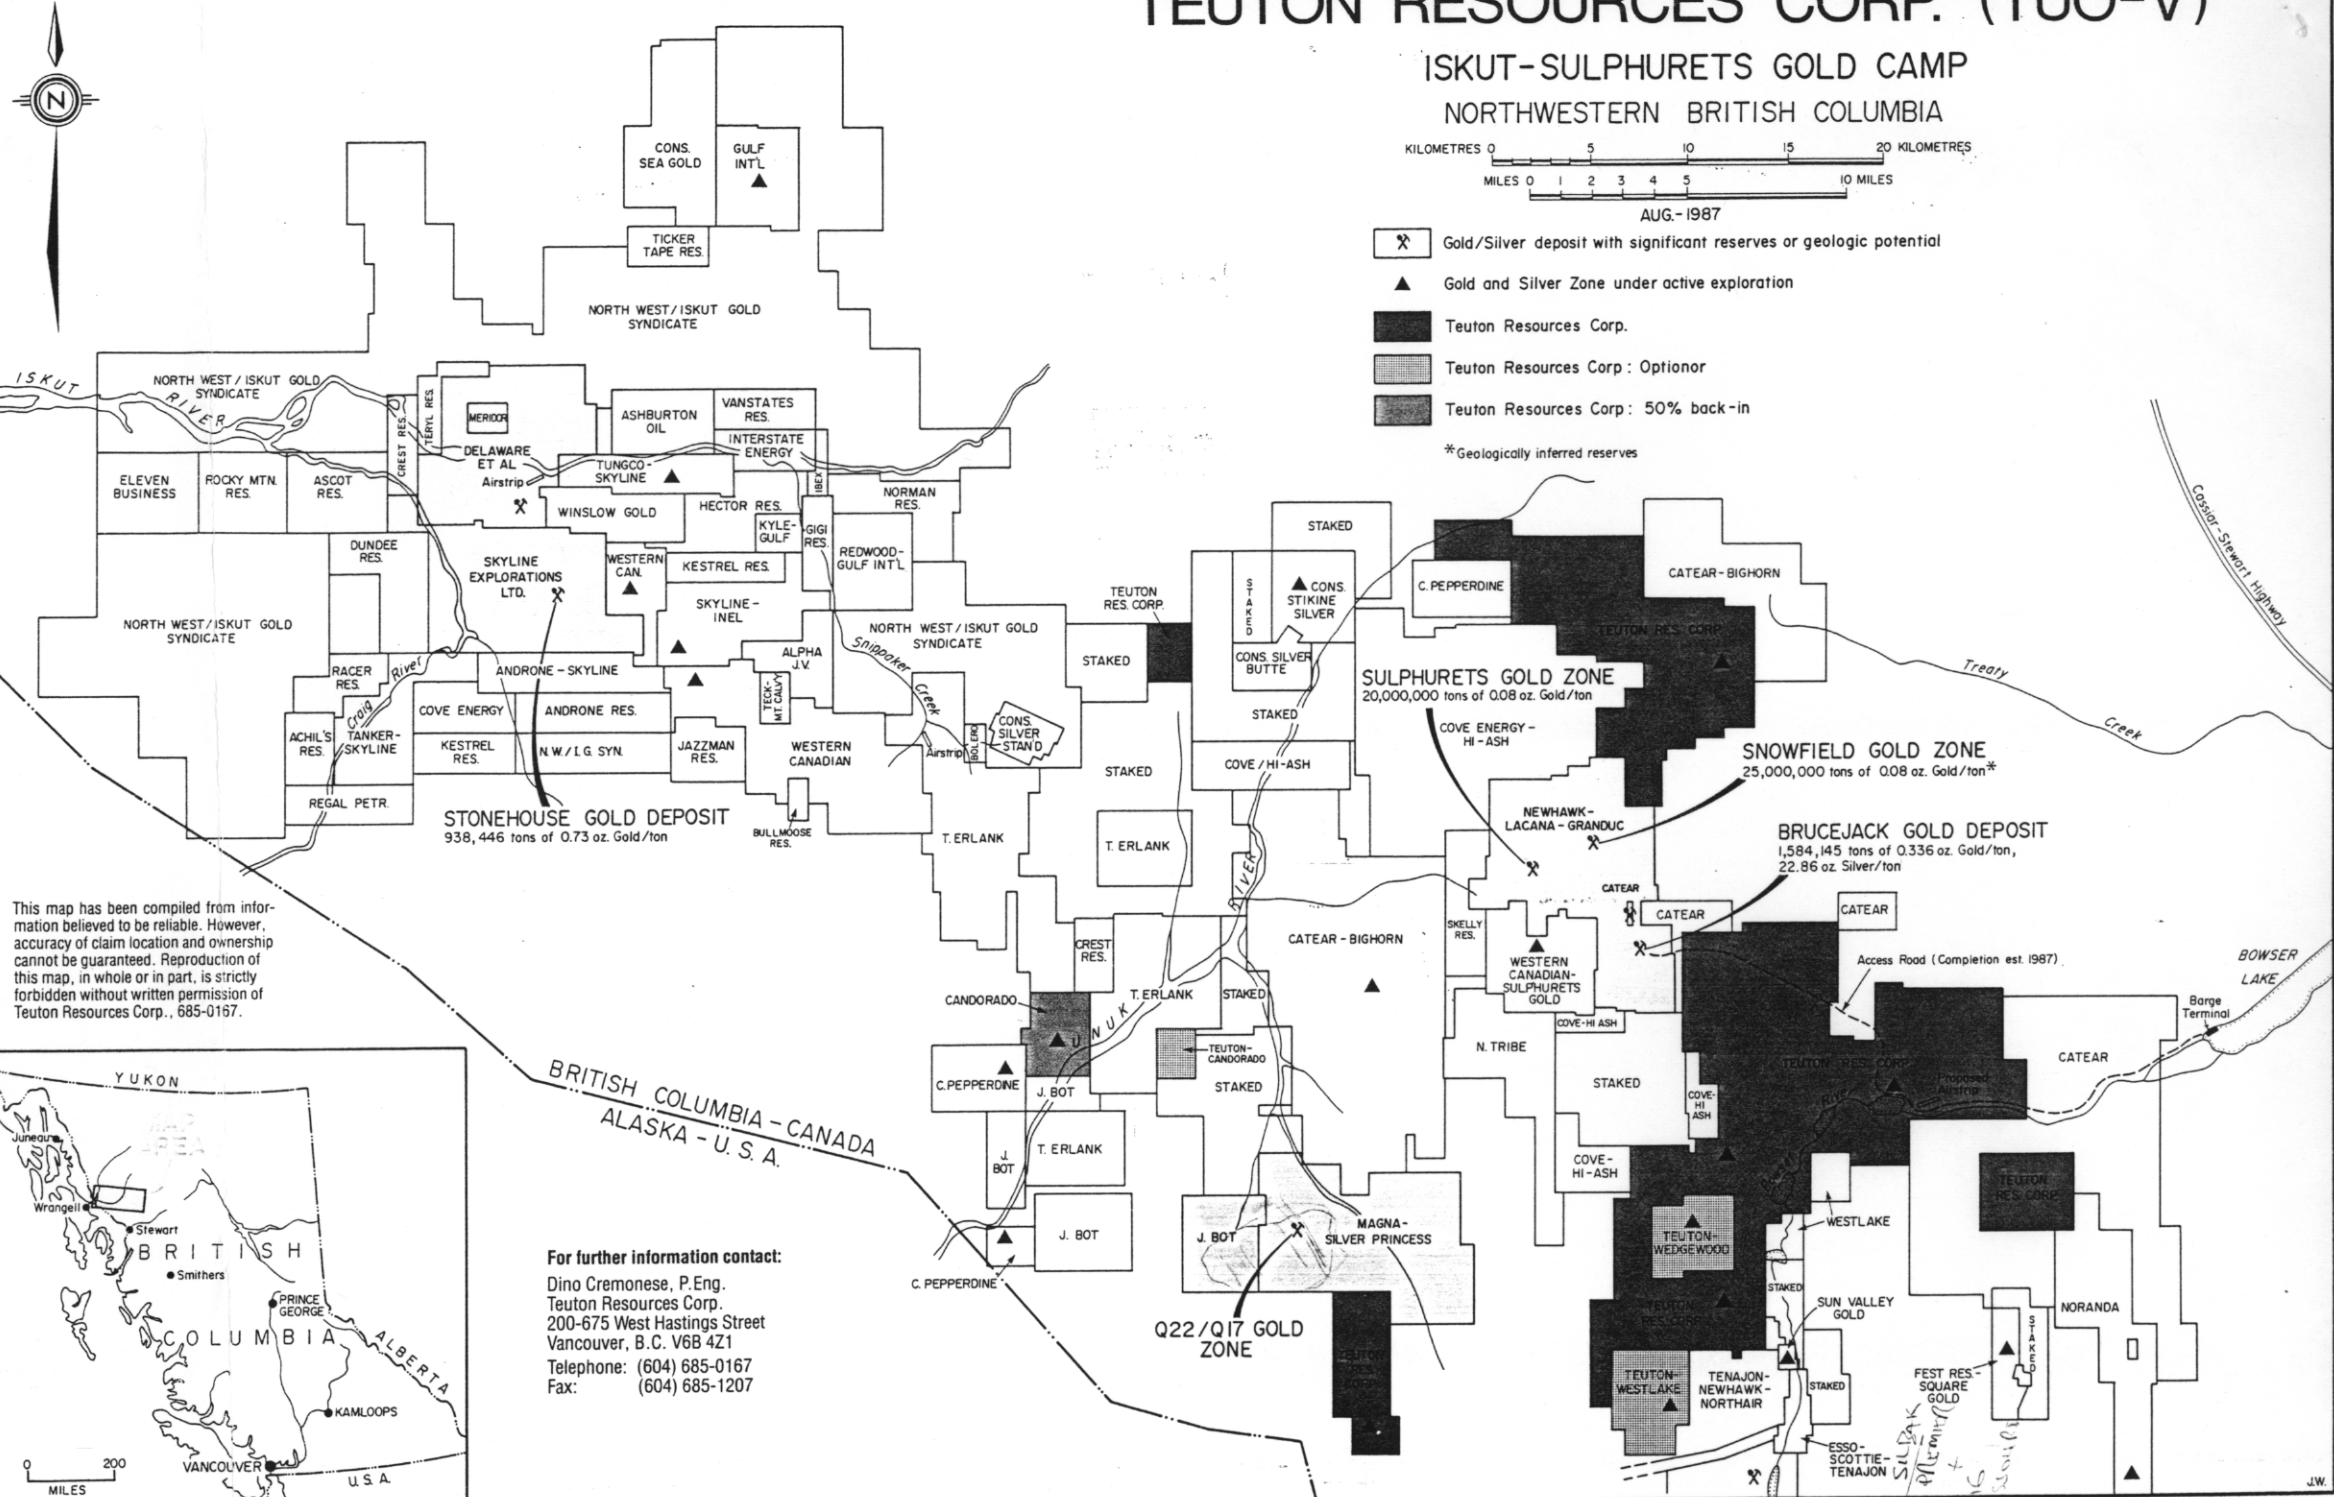 TEUTON RESOURCES CORP. (TUO-V)
ISKUT-SULPHURETS GOLD CAMP
NORTHWESTERN BRITISH COLUMBIA
KILOMETRES 0 5 10 15 20 KILOMETRES
MILES 0 1 2 3 4 5 10 MILES
AUG.-1987
Gold/Silver deposit with significant reserves or geologic potential
Gold and Silver Zone under active exploration
Teuton Resources Corp.
Teuton Resources Corp : Optionor
Teuton Resources Corp : 50% back-in
*Geologically inferred reserves
N
CONS.
SEA GOLD
GULF
INT'L
TICKER
TAPE RES.
NORTH WEST/ISKUT GOLD
SYNDICATE
ISKUT
RIVER
NORTH WEST/ISKUT GOLD
SYNDICATE
CREST RES.
TERYL RES.
MERIDOR
DELAWARE
ET AL
Airstrip
ASHBURTON
OIL
VANSTATES
RES.
INTERSTATE
ENERGY
TUNGCO-
SKYLINE
IBEX
ELEVEN
BUSINESS
ROCKY MTN.
RES.
ASCOT
RES.
WINSLOW GOLD
HECTOR RES.
NORMAN
RES.
KYLE-
GULF
GIGI
RES.
REDWOOD-
GULF INT'L
DUNDEE
RES.
SKYLINE
EXPLORATIONS
LTD.
WESTERN
CAN.
KESTREL RES.
SKYLINE-
INEL
NORTH WEST/ISKUT GOLD
SYNDICATE
NORTH WEST/ISKUT GOLD
SYNDICATE
Snippaker
Creek
ALPHA
J.V.
TECK-
MT. CALVY
RACER
RES.
Craig
River
ANDRONE-SKYLINE
COVE ENERGY
ANDRONE RES.
ACHIL'S
RES.
TANKER-
SKYLINE
KESTREL
RES.
N.W./I.G. SYN.
JAZZMAN
RES.
WESTERN
CANADIAN
Airstrip
BOLERO
CONS.
SILVER
STAND
REGAL PETR.
STONEHOUSE GOLD DEPOSIT
938,446 tons of 0.73 oz. Gold/ton
BULLMOOSE
RES.
T. ERLANK
T. ERLANK
STAKED
STAKED
TEUTON
RES. CORP.
STAKED
STAKED
CONS.
STIKINE
SILVER
CONS. SILVER
BUTTE
STAKED
COVE/HI-ASH
C. PEPPERDINE
CATEAR-BIGHORN
TEUTON RES. CORP.
Cassiar-Stewart Highway
Treaty
Creek
SULPHURETS GOLD ZONE
20,000,000 tons of 0.08 oz. Gold/ton
COVE ENERGY-
HI-ASH
SNOWFIELD GOLD ZONE
25,000,000 tons of 0.08 oz. Gold/ton*
NEWHAWK-
LACANA-GRANDUC
BRUCEJACK GOLD DEPOSIT
1,584,145 tons of 0.336 oz. Gold/ton,
22.86 oz. Silver/ton
CATEAR
CATEAR
CATEAR
RIVER
SKELLY
RES.
CATEAR-BIGHORN
WESTERN
CANADIAN-
SULPHURETS
GOLD
Access Road (Completion est. 1987)
BOWSER
LAKE
Barge
Terminal
CATEAR
CREST
RES.
T. ERLANK
STAKED
CANDORADO
UNUK
COVE-HI ASH
N. TRIBE
TEUTON-
CANDORADO
STAKED
STAKED
COVE-
HI
ASH
TEUTON RES. CORP.
Proposed
Airstrip
River
C. PEPPERDINE
J. BOT
J.
BOT
T. ERLANK
COVE-
HI-ASH
TEUTON
RES. CORP.
J. BOT
J. BOT
MAGNA-
SILVER PRINCESS
C. PEPPERDINE
WESTLAKE
TEUTON-
WEDGEWOOD
STAKED
SUN VALLEY
GOLD
TEUTON
RES. CORP.
NORANDA
STAKED
Q22/Q17 GOLD
ZONE
TEUTON
TEUTON-
WESTLAKE
TENAJON-
NEWHAWK-
NORTHAIR
STAKED
FEST RES.-
SQUARE
GOLD
ESSO-
SCOTTIE-
TENAJON
SILBAK
PREMIER
+
J.W.
BRITISH COLUMBIA-CANADA
ALASKA-U.S.A.
This map has been compiled from infor-
mation believed to be reliable. However,
accuracy of claim location and ownership
cannot be guaranteed. Reproduction of
this map, in whole or in part, is strictly
forbidden without written permission of
Teuton Resources Corp., 685-0167.
YUKON
Juneau
Wrangell
Stewart
BRITISH
Smithers
PRINCE
GEORGE
COLUMBIA
ALBERTA
KAMLOOPS
VANCOUVER
U.S.A.
0 200
MILES
For further information contact:
Dino Cremonese, P.Eng.
Teuton Resources Corp.
200-675 West Hastings Street
Vancouver, B.C. V6B 4Z1
Telephone: (604) 685-0167
Fax: (604) 685-1207